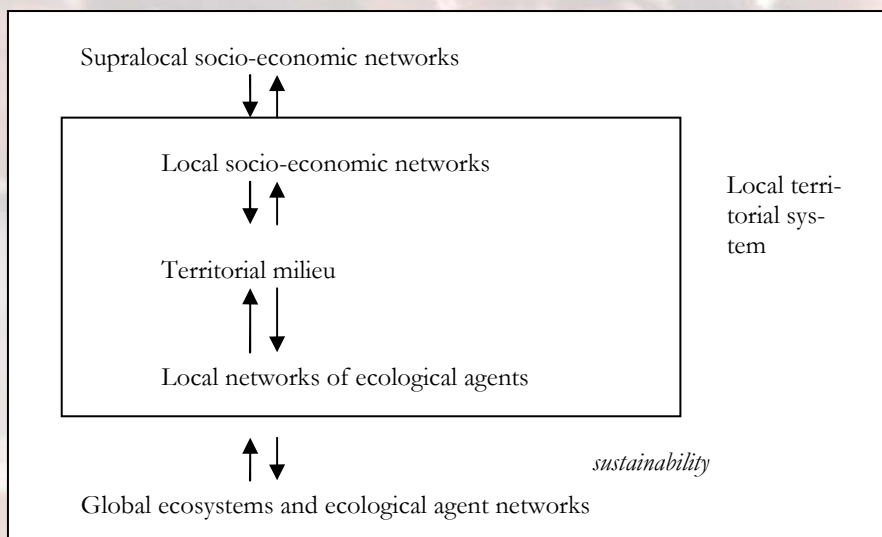 Supralocal socio-economic networks
Local socio-economic networks
Local terri-
torial sys-
tem
Territorial milieu
Local networks of ecological agents
sustainability
Global ecosystems and ecological agent networks